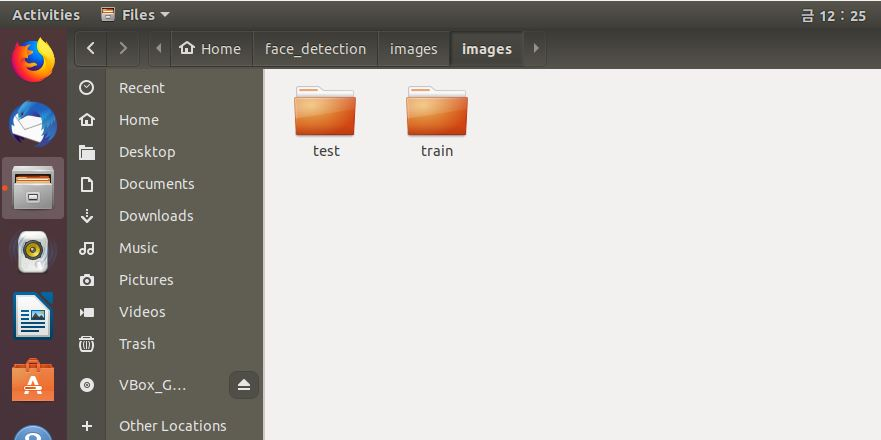 Activities Files 금 12 : 25
Home face_detection images images
Recent
Home
Desktop
Documents
Downloads
Music
Pictures
Videos
Trash
VBox_G...
Other Locations
test train